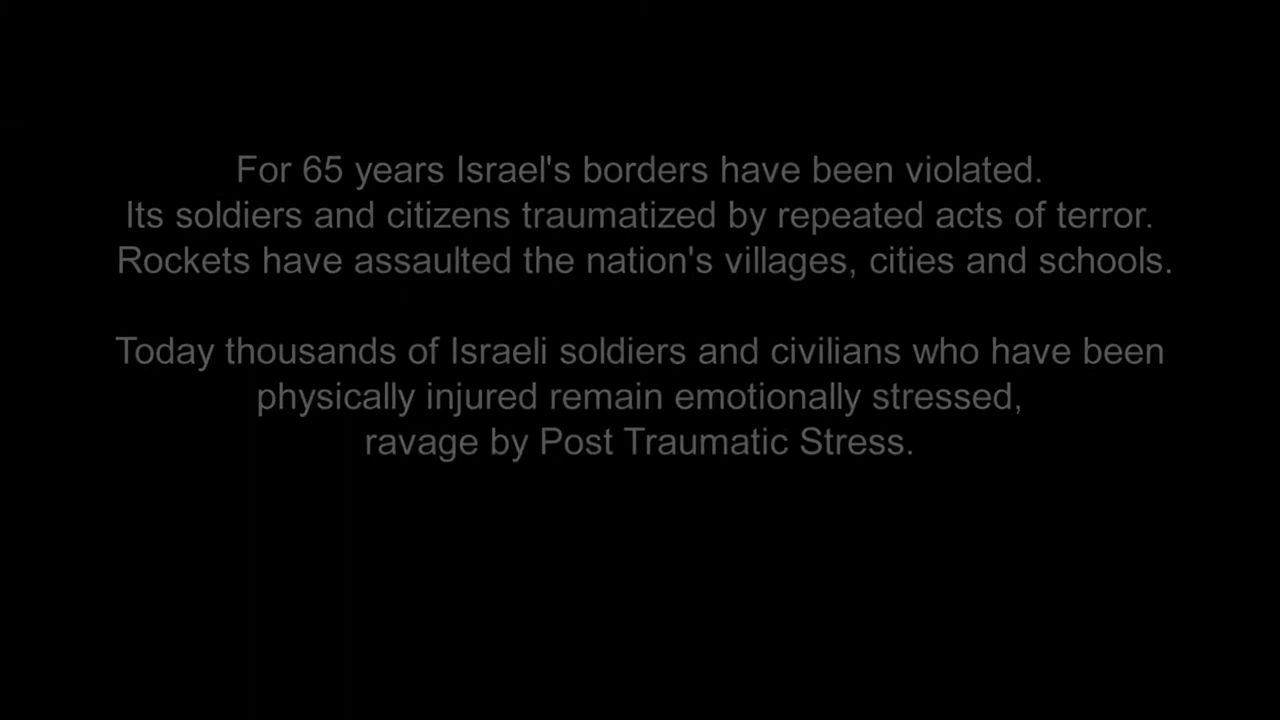 For 65 years Israel's borders have been violated.
Its soldiers and citizens traumatized by repeated acts of terror.
Rockets have assaulted the nation's villages, cities and schools.
Today thousands of Israeli soldiers and civilians who have been
physically injured remain emotionally stressed,
ravage by Post Traumatic Stress.